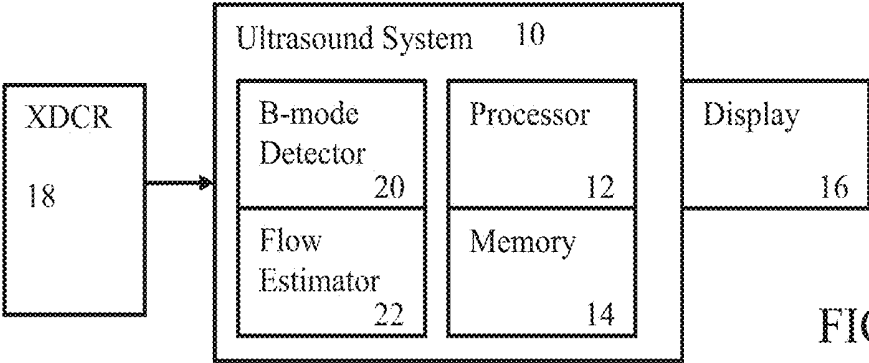 Ultrasound System 10
XDCR
18
B-mode
Detector
20
Processor
12
Display
16
Flow
Estimator
22
Memory
14